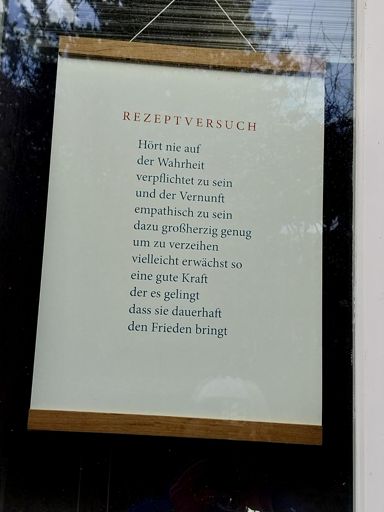 REZEPTVERSUCH
Hört nie auf
der Wahrheit
verpflichtet zu sein
und der Vernunft
empathisch zu sein
dazu großherzig genug
um zu verzeihen
vielleicht erwächst so
eine gute Kraft
der es gelingt
dass sie dauerhaft
den Frieden bringt